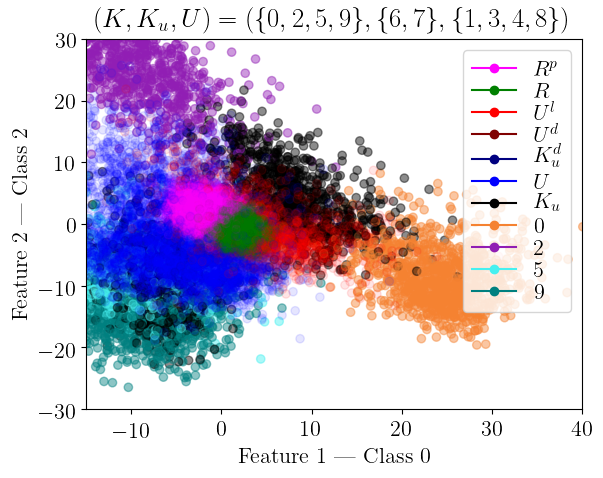 (K, K_u, U) = ({0, 2, 5, 9}, {6, 7}, {1, 3, 4, 8})
30
20
10
0
−10
−20
−30
Feature 2 — Class 2
R^p
R
U^l
U^d
K_u^d
U
K_u
0
2
5
9
−10
0
10
20
30
40
Feature 1 — Class 0